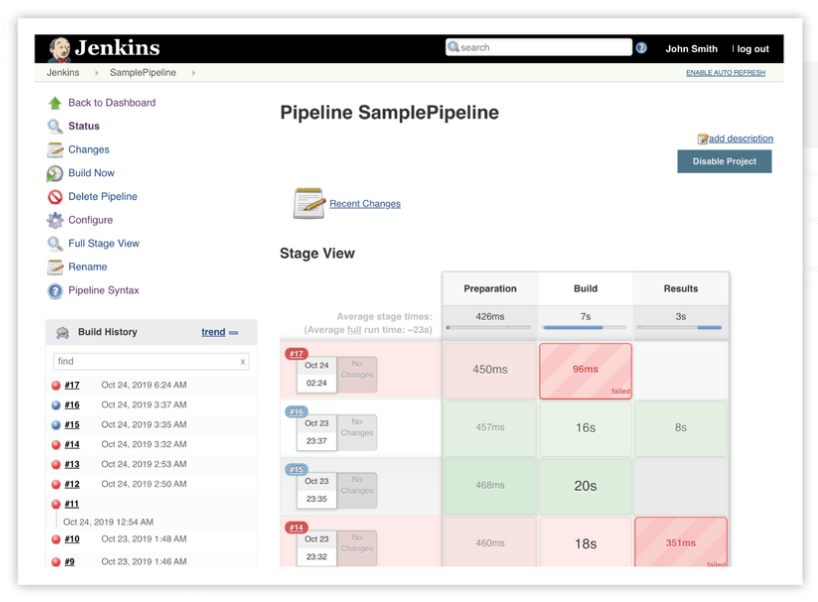 Jenkins
search
John Smith | log out
Jenkins SamplePipeline
ENABLE AUTO REFRESH
Back to Dashboard
Status
Changes
Build Now
Delete Pipeline
Configure
Full Stage View
Rename
Pipeline Syntax
Build History trend
find x
#17 Oct 24, 2019 6:24 AM
#16 Oct 24, 2019 3:37 AM
#15 Oct 24, 2019 3:35 AM
#14 Oct 24, 2019 3:32 AM
#13 Oct 24, 2019 2:53 AM
#12 Oct 24, 2019 2:50 AM
#11
Oct 24, 2019 12:54 AM
#10 Oct 23, 2019 1:48 AM
#9 Oct 23, 2019 1:46 AM
Pipeline SamplePipeline
add description
Disable Project
Recent Changes
Stage View
Preparation Build Results
Average stage times: 426ms 7s 3s
(Average full run time: ~23s)
#17
Oct 24
02:24
No
Changes
450ms
96ms
failed
#16
Oct 23
23:37
No
Changes
457ms
16s
8s
#15
Oct 23
23:35
No
Changes
468ms
20s
#14
Oct 23
23:32
No
Changes
460ms
18s
351ms
failed